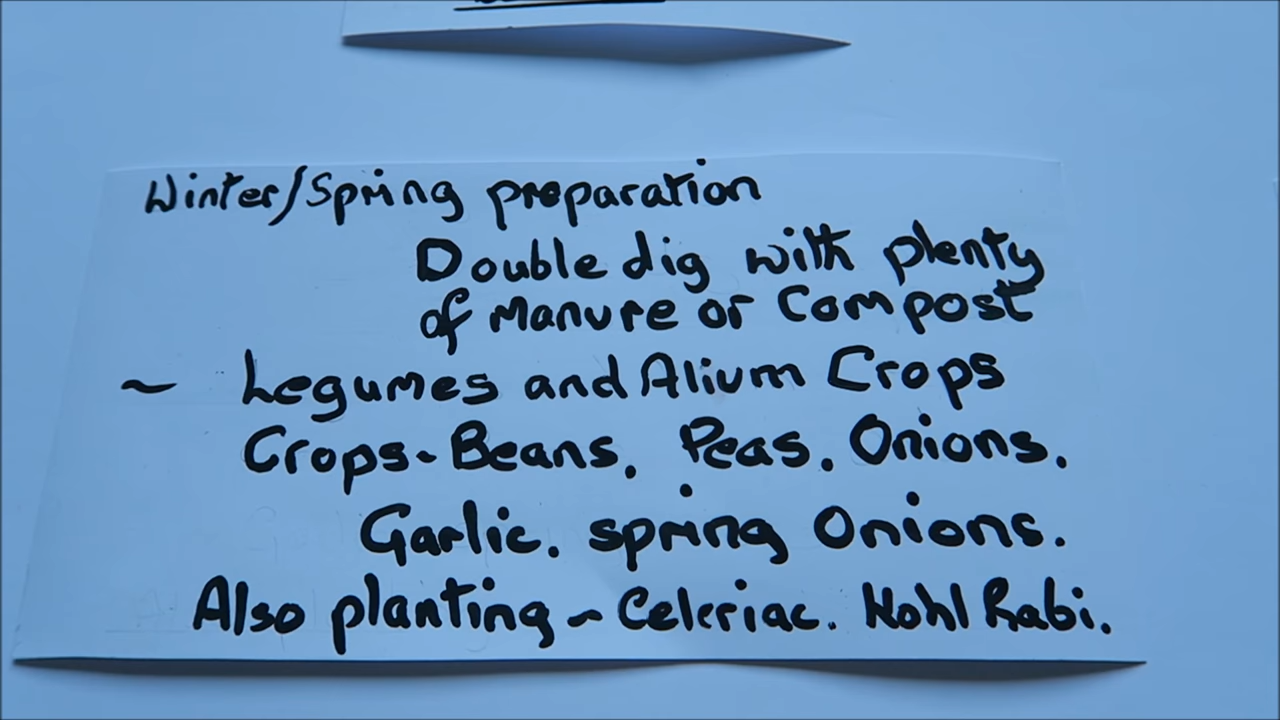 Winter/Spring preparation
Double dig with plenty
of Manure or Compost
~ Legumes and Alium Crops
Crops~Beans. Peas. Onions.
Garlic. spring Onions.
Also planting ~ Celeriac. Kohl Rabi.